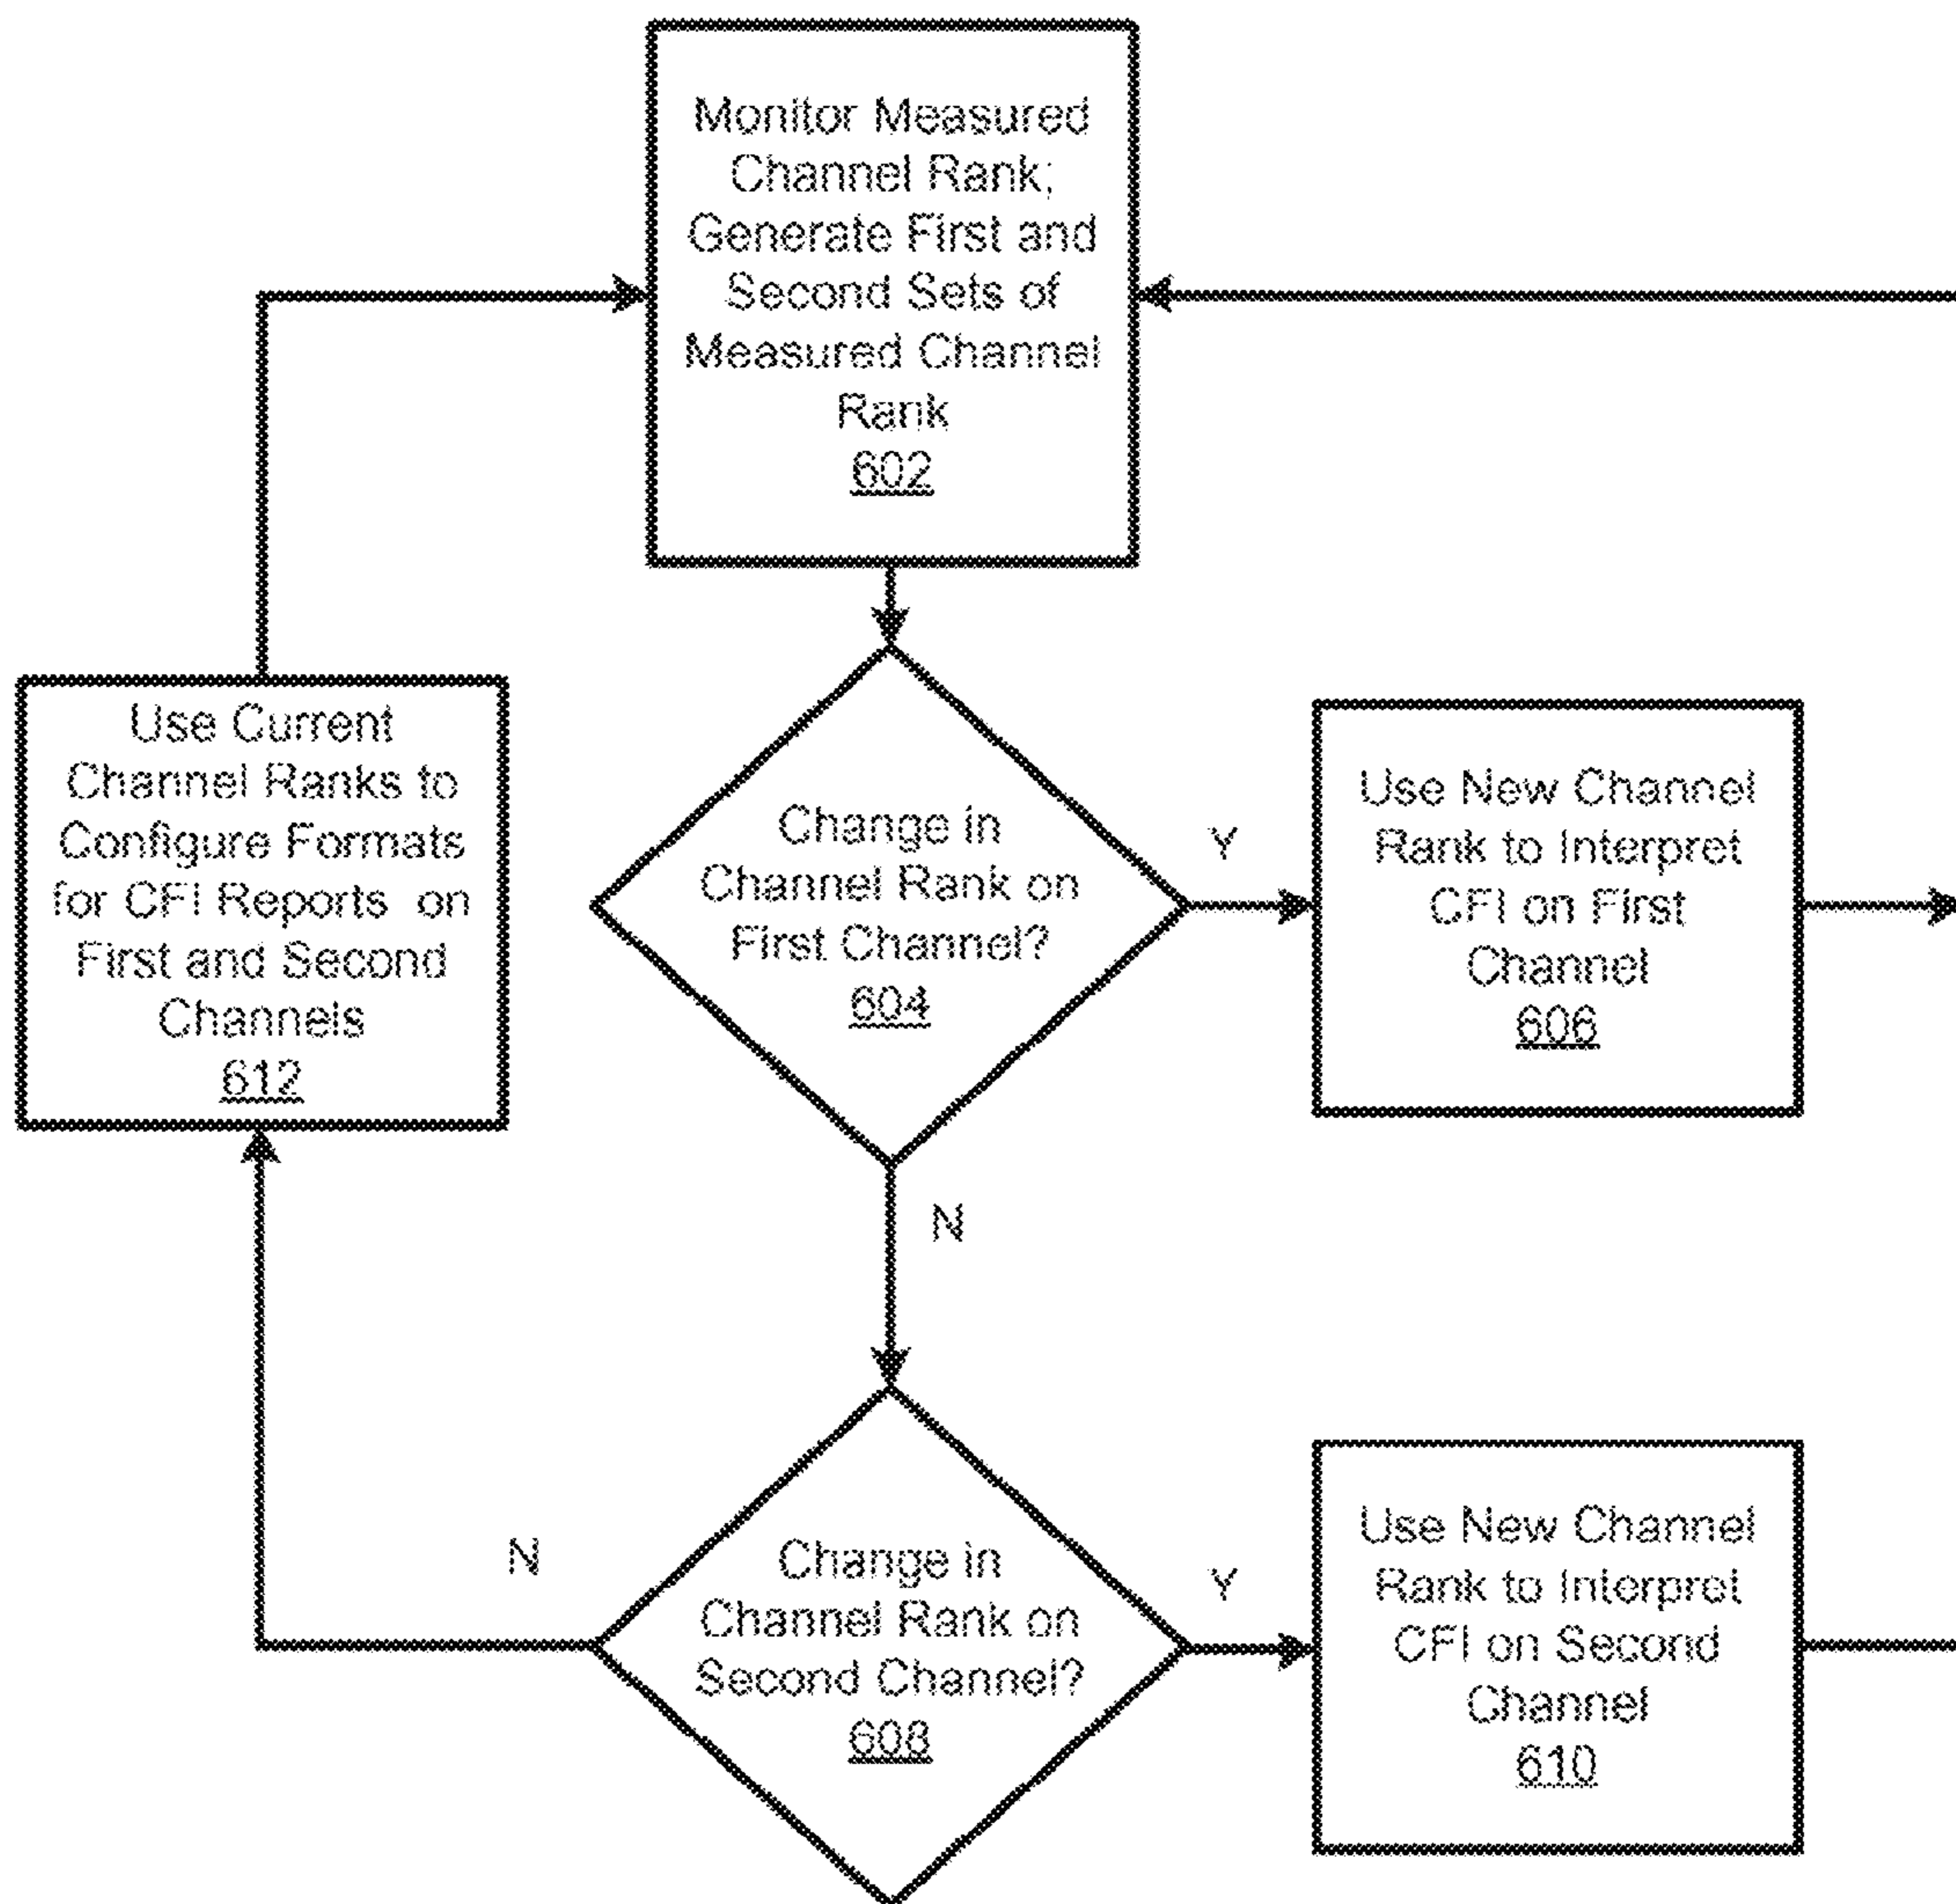 Monitor Measured
Channel Rank;
Generate First and
Second Sets of
Measured Channel
Rank
602
Use Current
Channel Ranks to
Configure Formats
for CFI Reports on
First and Second
Channels
612
Change in
Channel Rank on
First Channel?
604
Y
Use New Channel
Rank to Interpret
CFI on First
Channel
606
N
N
Change in
Channel Rank on
Second Channel?
608
Y
Use New Channel
Rank to Interpret
CFI on Second
Channel
610